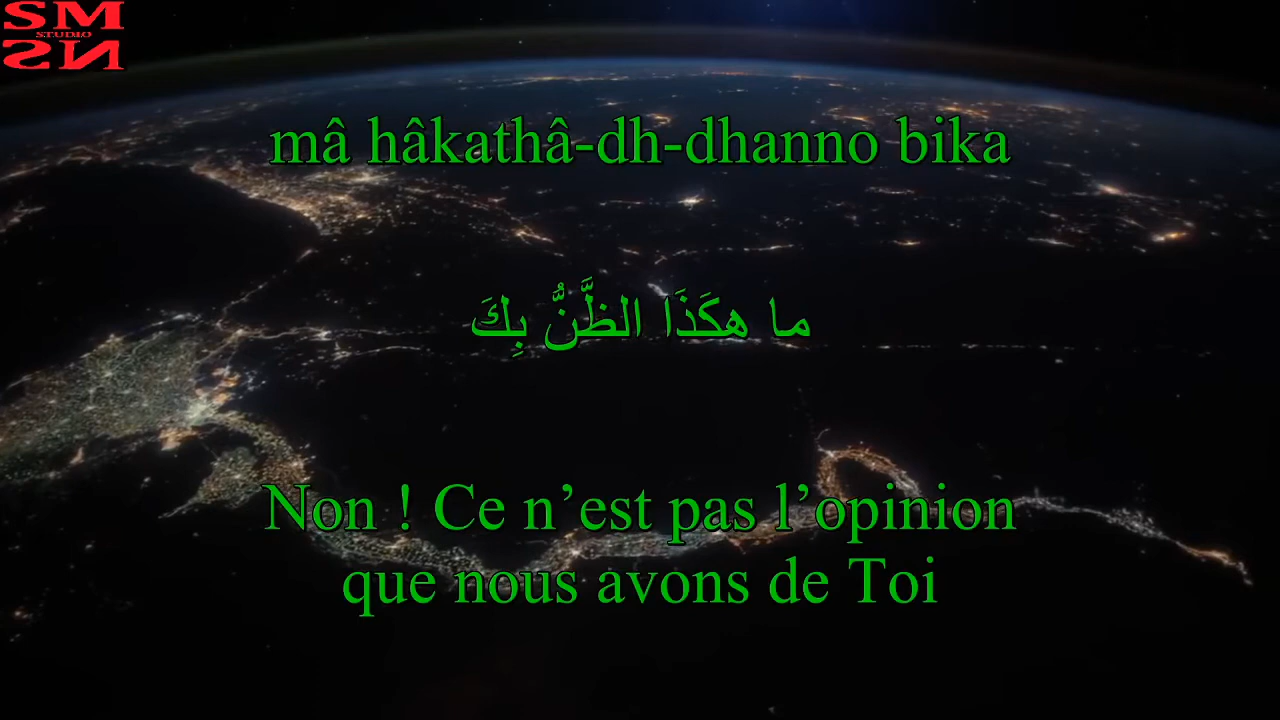 SM
STUDIO
SN
mâ hâkathâ-dh-dhanno bika
ما هكَذَا الظَّنُّ بِكَ
Non ! Ce n’est pas l’opinion
que nous avons de Toi